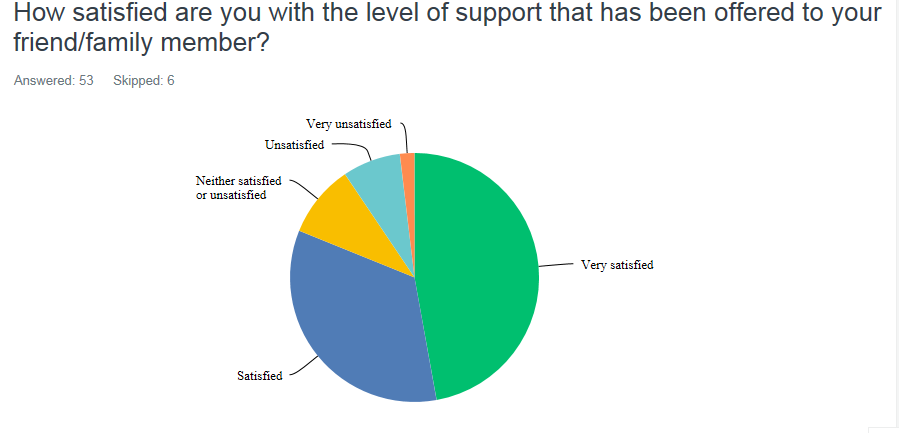 How satisfied are you with the level of support that has been offered to your
friend/family member?
Answered: 53 Skipped: 6
Very unsatisfied
Unsatisfied
Neither satisfied
or unsatisfied
Very satisfied
Satisfied